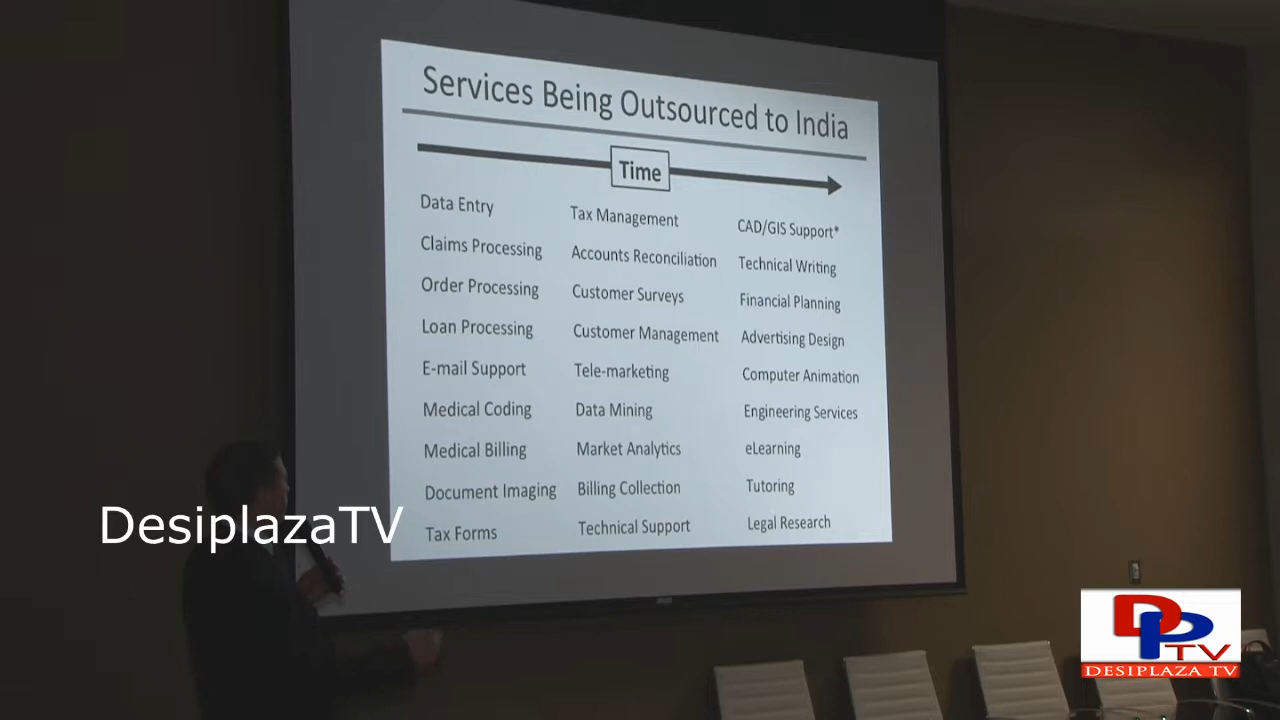 Services Being Outsourced to India
Time
Data Entry
Claims Processing
Order Processing
Loan Processing
E-mail Support
Medical Coding
Medical Billing
Document Imaging
Tax Forms
Tax Management
Accounts Reconciliation
Customer Surveys
Customer Management
Tele-marketing
Data Mining
Market Analytics
Billing Collection
Technical Support
CAD/GIS Support*
Technical Writing
Financial Planning
Advertising Design
Computer Animation
Engineering Services
eLearning
Tutoring
Legal Research
DesiplazaTV
DP TV
DESIPLAZA TV